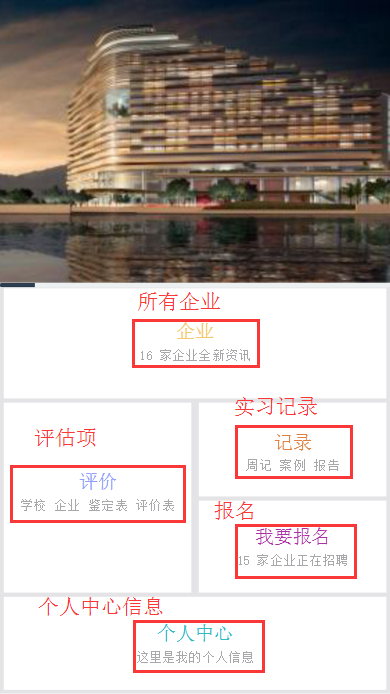 所有企业
企业
16 家企业全新资讯
评估项
评价
学校 企业 鉴定表 评价表
实习记录
记录
周记 案例 报告
报名
我要报名
15 家企业正在招聘
个人中心信息
个人中心
这里是我的个人信息